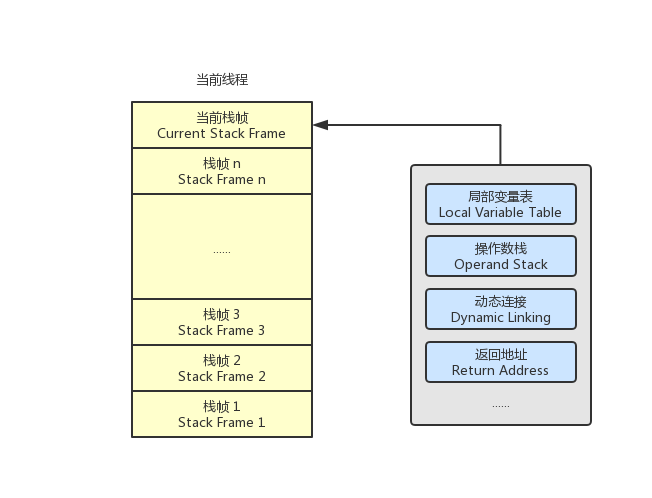 当前线程
当前栈帧
Current Stack Frame
栈帧 n
Stack Frame n
......
栈帧 3
Stack Frame 3
栈帧 2
Stack Frame 2
栈帧 1
Stack Frame 1
局部变量表
Local Variable Table
操作数栈
Operand Stack
动态连接
Dynamic Linking
返回地址
Return Address
......